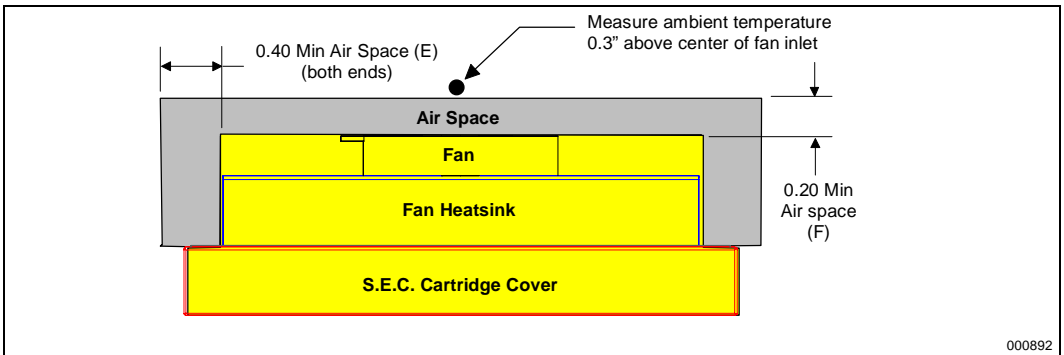 Measure ambient temperature
0.3” above center of fan inlet
0.40 Min Air Space (E)
(both ends)
Air Space
Fan
0.20 Min
Air space
(F)
Fan Heatsink
S.E.C. Cartridge Cover
000892